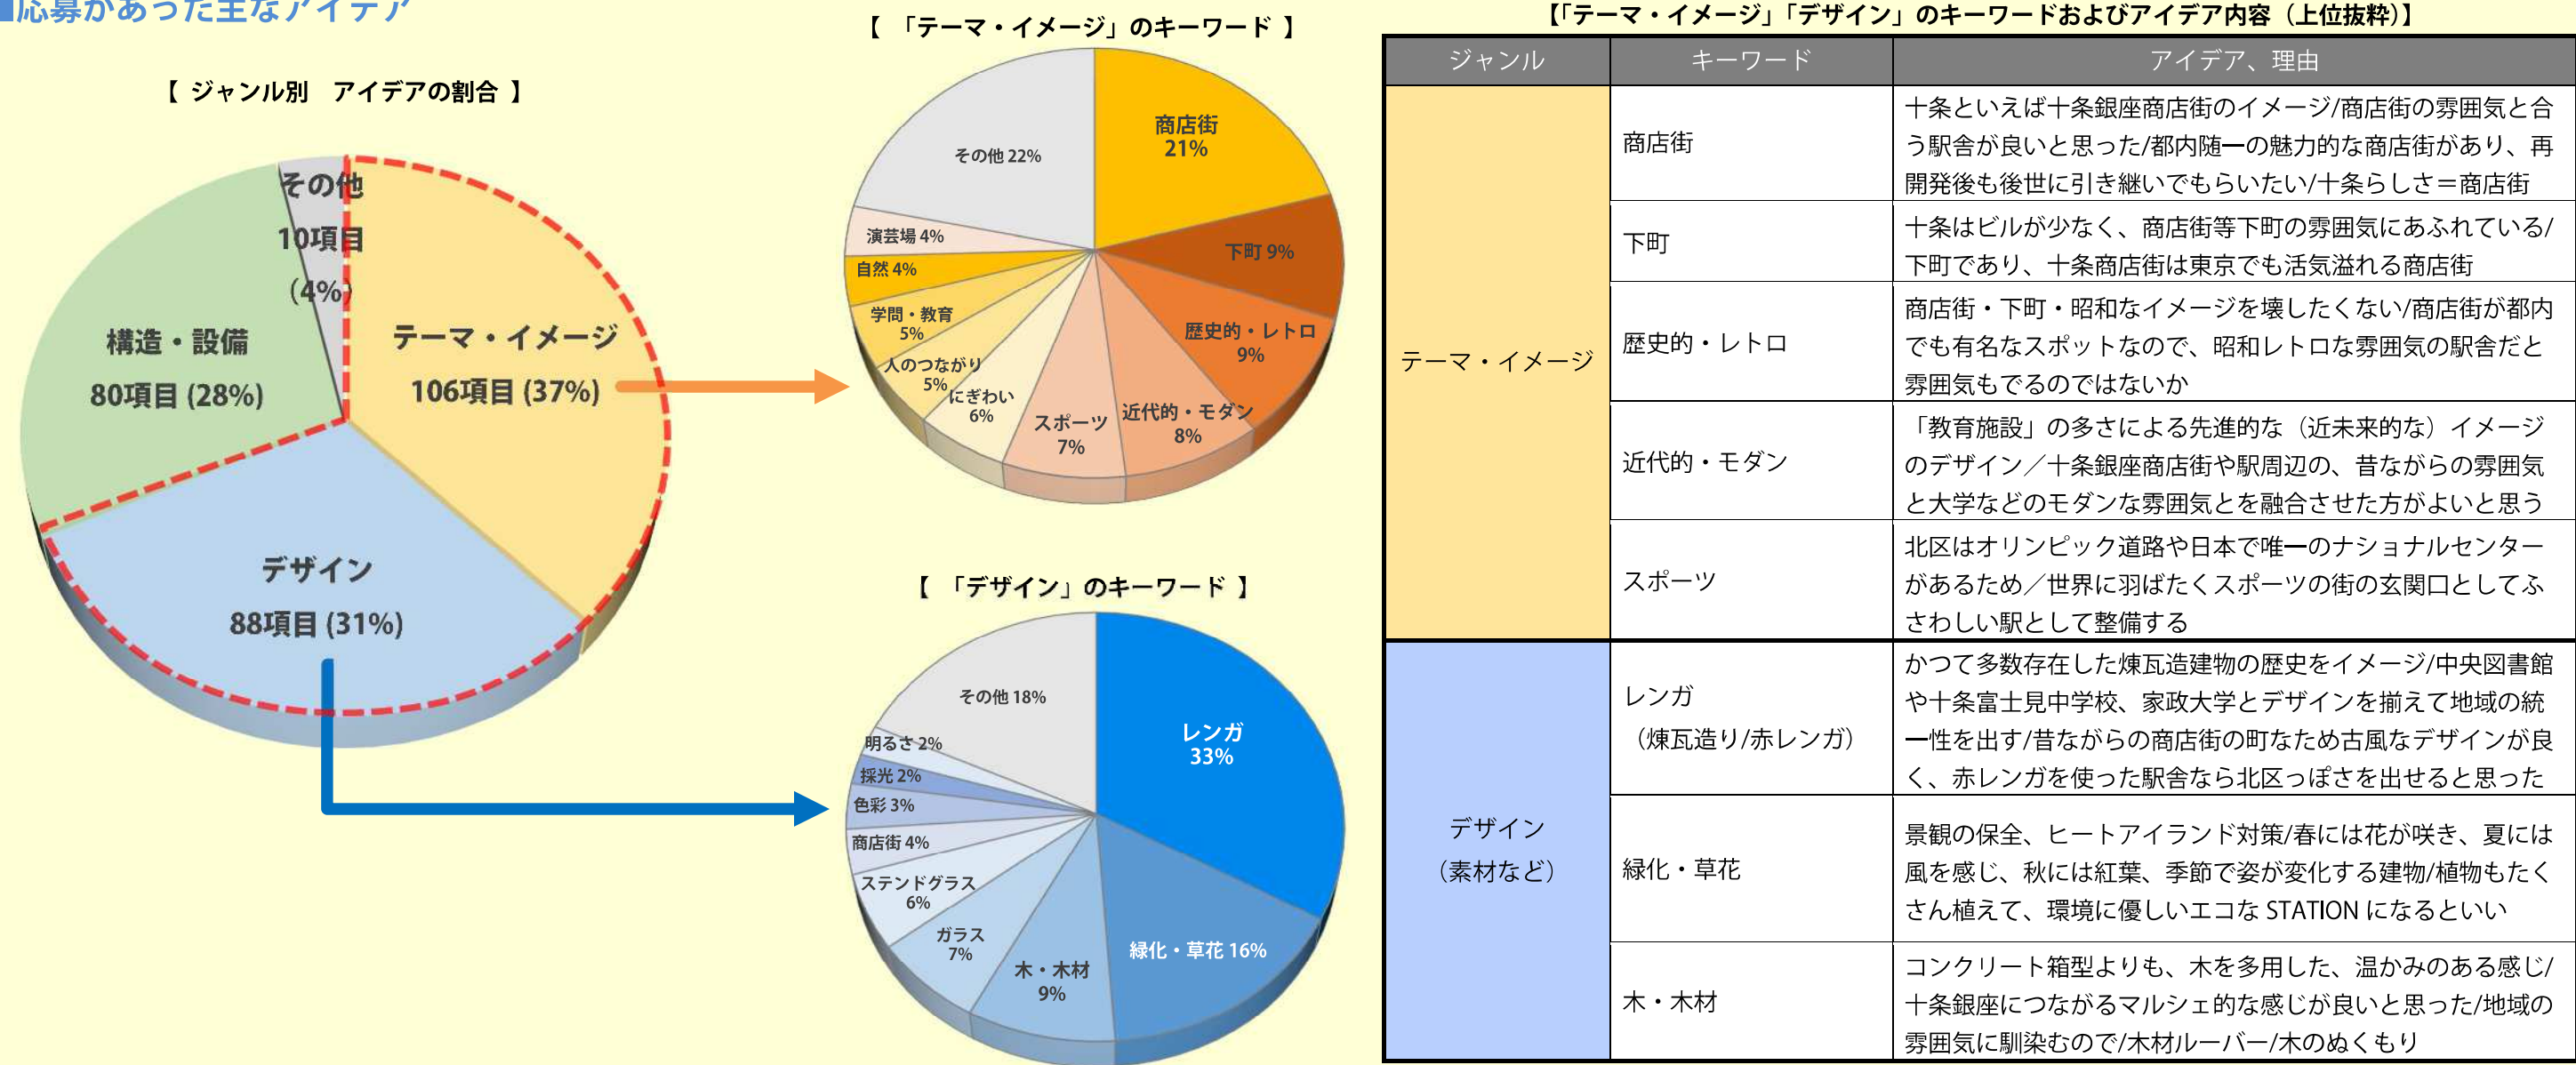 ■応募があった主なアイデア
【 ジャンル別　アイデアの割合 】
その他
10項目
(4%)
テーマ・イメージ
106項目 (37%)
構造・設備
80項目 (28%)
デザイン
88項目 (31%)
【 「テーマ・イメージ」のキーワード 】
商店街
21%
下町 9%
歴史的・レトロ
9%
近代的・モダン
8%
スポーツ
7%
にぎわい
6%
人のつながり
5%
学問・教育
5%
自然 4%
演芸場 4%
その他 22%
【 「デザイン」のキーワード 】
レンガ
33%
緑化・草花 16%
木・木材
9%
ガラス
7%
ステンドグラス
6%
商店街 4%
色彩 3%
採光 2%
明るさ 2%
その他 18%
【「テーマ・イメージ」「デザイン」のキーワードおよびアイデア内容（上位抜粋）】
ジャンル キーワード アイデア、理由
テーマ・イメージ
商店街
十条といえば十条銀座商店街のイメージ/商店街の雰囲気と合
う駅舎が良いと思った/都内随一の魅力的な商店街があり、再
開発後も後世に引き継いでもらいたい/十条らしさ＝商店街
下町
十条はビルが少なく、商店街等下町の雰囲気にあふれている/
下町であり、十条商店街は東京でも活気溢れる商店街
歴史的・レトロ
商店街・下町・昭和なイメージを壊したくない/商店街が都内
でも有名なスポットなので、昭和レトロな雰囲気の駅舎だと
雰囲気もでるのではないか
近代的・モダン
「教育施設」の多さによる先進的な（近未来的な）イメージ
のデザイン／十条銀座商店街や駅周辺の、昔ながらの雰囲気
と大学などのモダンな雰囲気とを融合させた方がよいと思う
スポーツ
北区はオリンピック道路や日本で唯一のナショナルセンター
があるため／世界に羽ばたくスポーツの街の玄関口としてふ
さわしい駅として整備する
デザイン
（素材など）
レンガ
（煉瓦造り/赤レンガ）
かつて多数存在した煉瓦造建物の歴史をイメージ/中央図書館
や十条富士見中学校、家政大学とデザインを揃えて地域の統
一性を出す/昔ながらの商店街の町なため古風なデザインが良
く、赤レンガを使った駅舎なら北区っぽさを出せると思った
緑化・草花
景観の保全、ヒートアイランド対策/春には花が咲き、夏には
風を感じ、秋には紅葉、季節で姿が変化する建物/植物もたく
さん植えて、環境に優しいエコな STATION になるといい
木・木材
コンクリート箱型よりも、木を多用した、温かみのある感じ/
十条銀座につながるマルシェ的な感じが良いと思った/地域の
雰囲気に馴染むので/木材ルーバー/木のぬくもり